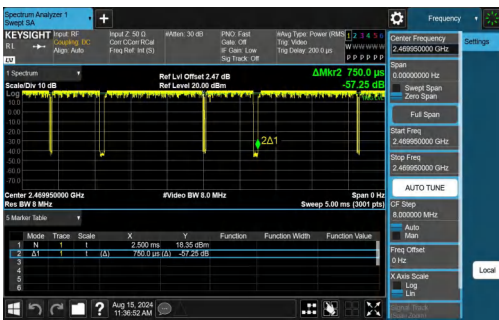 Spectrum Analyzer 1
Swept SA
+
Frequency
KEYSIGHT
Input: RF
Input Z: 50 Ω
#Atten: 30 dB
PNO: Fast
#Avg Type: Power (RMS
1 2 3 4 5 6
RL
Coupling: DC
Corr CCorr RCal
Gate: Off
Trig: Video
Align: Auto
Freq Ref: Int (S)
IF Gain: Low
Trig Delay: 200.0 µs
Sig Track: Off
P P P P P P
Center Frequency
2.469950000 GHz
Settings
Span
0.00000000 Hz
Swept Span
Zero Span
Full Span
Start Freq
2.469950000 GHz
Stop Freq
2.469950000 GHz
AUTO TUNE
CF Step
8.000000 MHz
Auto
Man
Freq Offset
0 Hz
X Axis Scale
Log
Lin
Local
1 Spectrum
Ref Lvl Offset 2.47 dB
ΔMkr2 750.0 µs
Scale/Div 10 dB
Ref Level 20.00 dBm
-57.25 dB
Log
10.0
0.00
-10.0
-20.0
-30.0
-40.0
-50.0
-60.0
-70.0
2Δ1
Center 2.469950000 GHz
#Video BW 8.0 MHz
Span 0 Hz
Res BW 8 MHz
Sweep 5.00 ms (3001 pts)
5 Marker Table
Mode Trace Scale X Y Function Function Width Function Value
1 N 1 t 2.500 ms 18.35 dBm
2 Δ1 1 t (Δ) 750.0 µs (Δ) -57.25 dB
3
4
5
6
?
Aug 15, 2024
11:36:52 AM